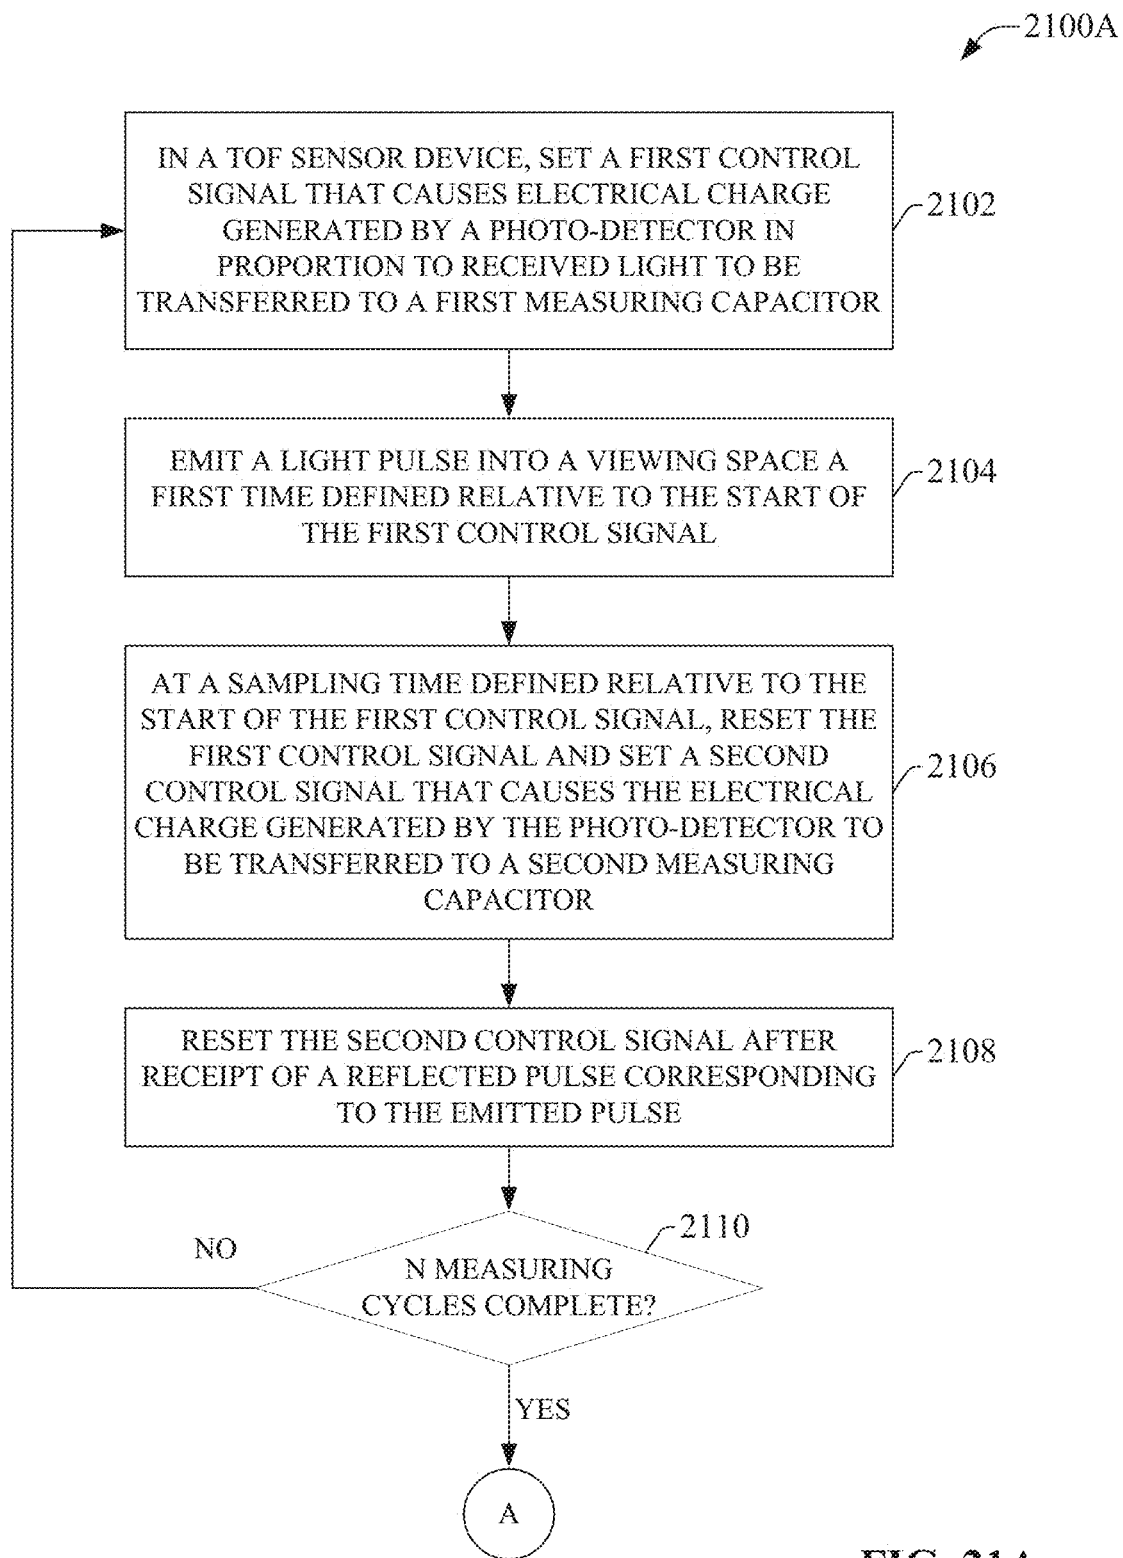 2100A
IN A TOF SENSOR DEVICE, SET A FIRST CONTROL
SIGNAL THAT CAUSES ELECTRICAL CHARGE
GENERATED BY A PHOTO-DETECTOR IN
PROPORTION TO RECEIVED LIGHT TO BE
TRANSFERRED TO A FIRST MEASURING CAPACITOR
2102
EMIT A LIGHT PULSE INTO A VIEWING SPACE A
FIRST TIME DEFINED RELATIVE TO THE START OF
THE FIRST CONTROL SIGNAL
2104
AT A SAMPLING TIME DEFINED RELATIVE TO THE
START OF THE FIRST CONTROL SIGNAL, RESET THE
FIRST CONTROL SIGNAL AND SET A SECOND
CONTROL SIGNAL THAT CAUSES THE ELECTRICAL
CHARGE GENERATED BY THE PHOTO-DETECTOR TO
BE TRANSFERRED TO A SECOND MEASURING
CAPACITOR
2106
RESET THE SECOND CONTROL SIGNAL AFTER
RECEIPT OF A REFLECTED PULSE CORRESPONDING
TO THE EMITTED PULSE
2108
2110
NO
N MEASURING
CYCLES COMPLETE?
YES
A
FIG. 21A